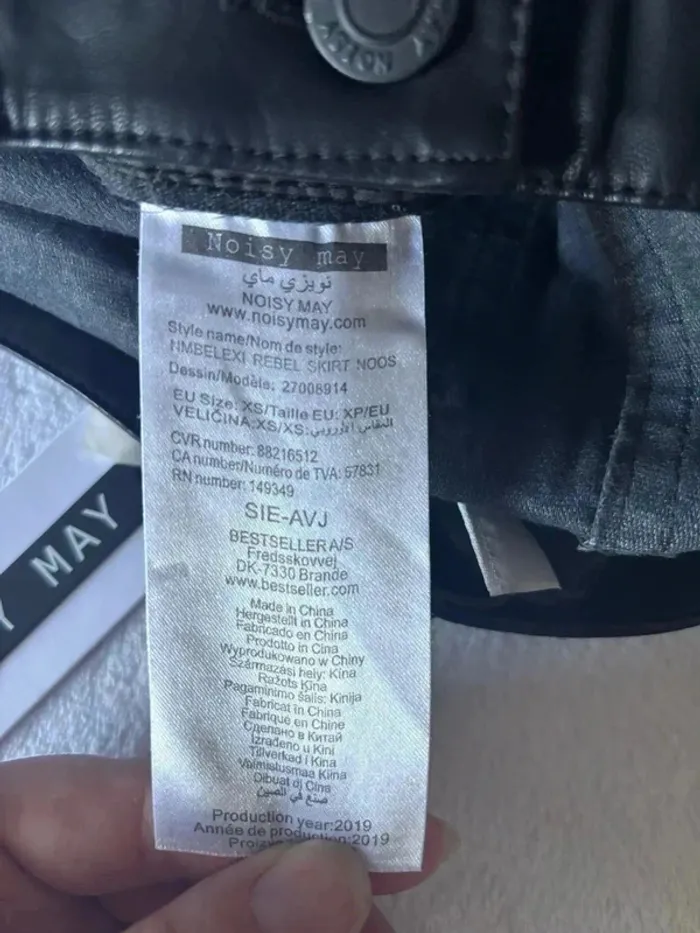 NOISY MAY
Noisy may
نويزي ماي
NOISY MAY
www.noisymay.com
Style name/Nom de style:
NMBELEXI REBEL SKIRT NOOS
Dessin/Modèle: 27008914
EU Size: XS/Taille EU: XP/EU
VELIČINA:XS/XS:المقاس الأوروبي
CVR number: 88216512
CA number/Numéro de TVA: 57831
RN number: 149349
SIE-AVJ
BESTSELLER A/S
Fredsskovvej
DK-7330 Brande
www.bestseller.com
Made in China
Hergestellt in China
Fabricado en China
Prodotto in Cina
Wyprodukowano w Chiny
Származási hely: Kína
Ražots Ķīna
Pagaminimo šalis: Kinija
Fabricat in China
Fabriqué en Chine
Сделано в Китай
Izrađeno u Kini
Tillverkad i Kina
Valmistusmaa Kiina
Dibuat di Cina
صنع في الصين
Production year:2019
Année de production:2019
Y MAY